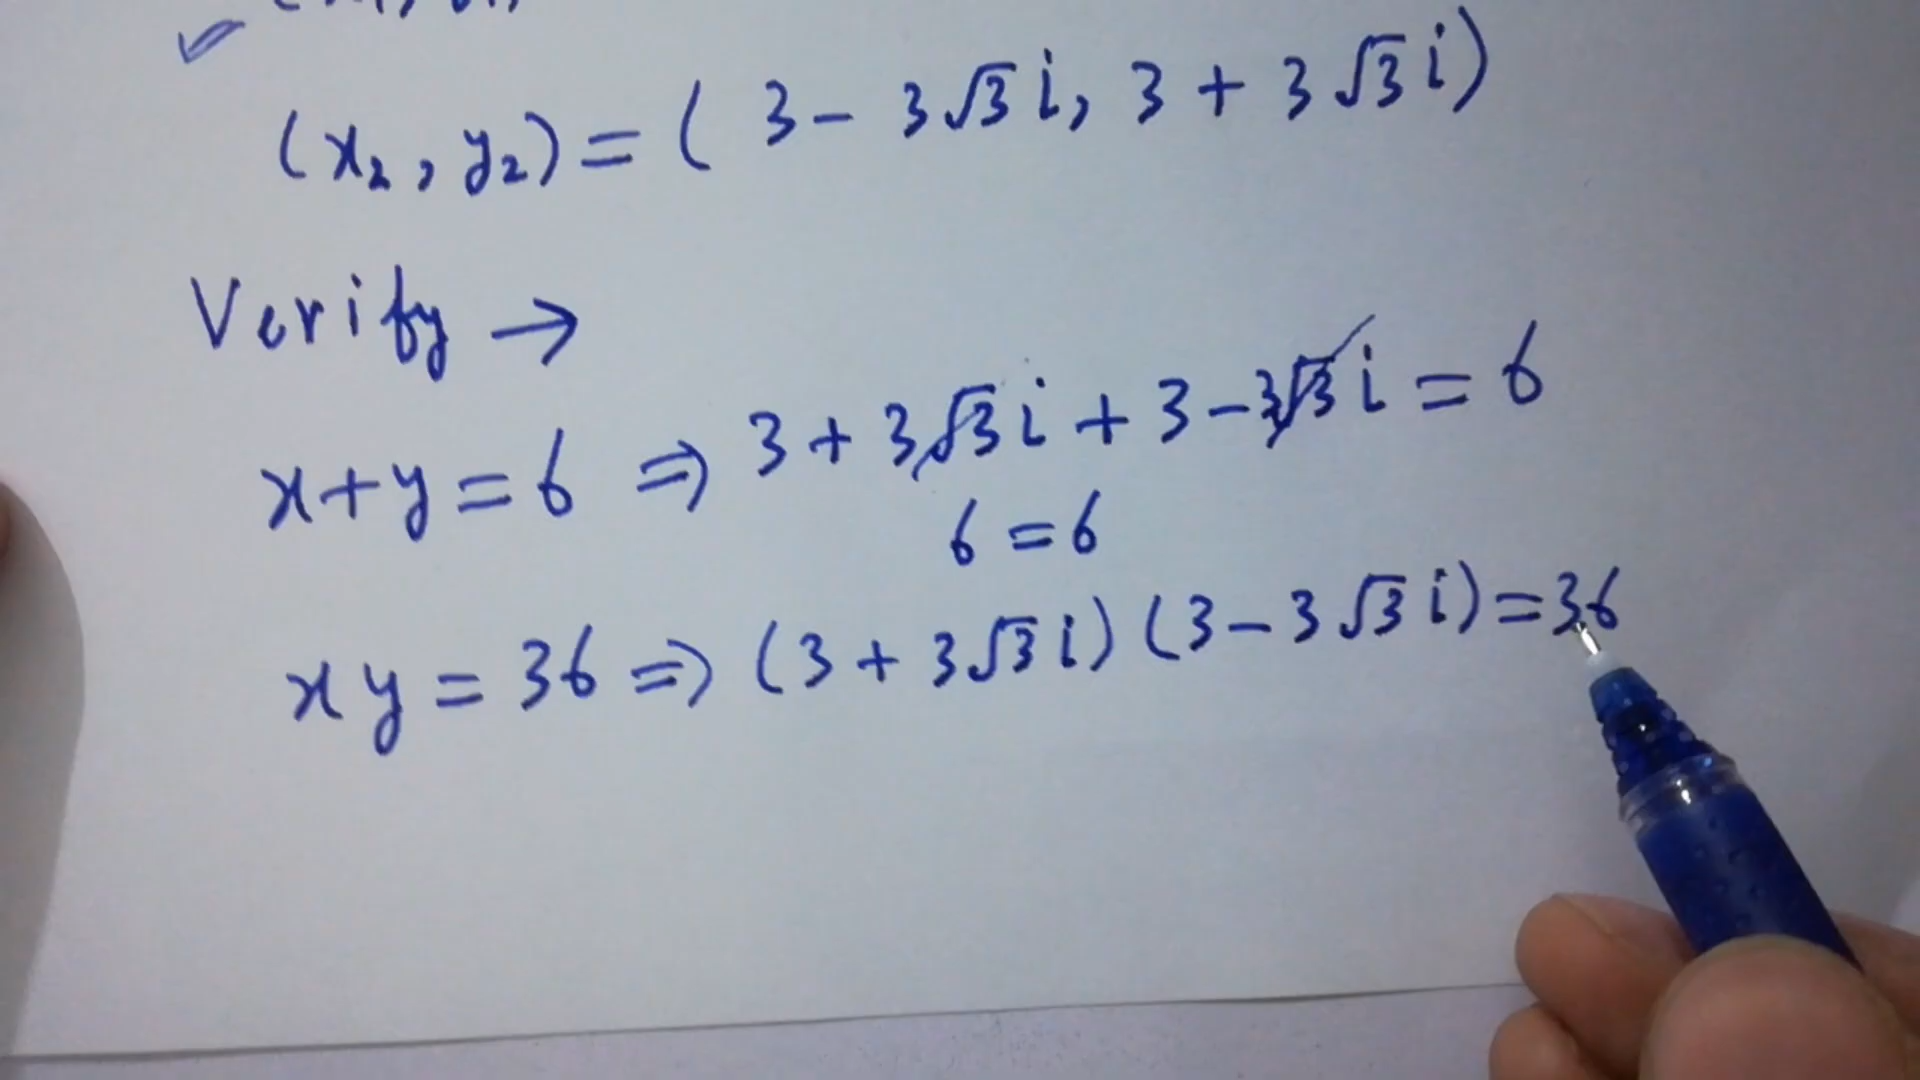 (x₂, y₂) = ( 3 - 3√3 i, 3 + 3√3 i)
Verify →
x+y = 6 ⇒ 3 + 3√3 i + 3 - 3√3 i = 6
6 = 6
xy = 36 ⇒ (3 + 3√3 i) (3 - 3√3 i) = 36